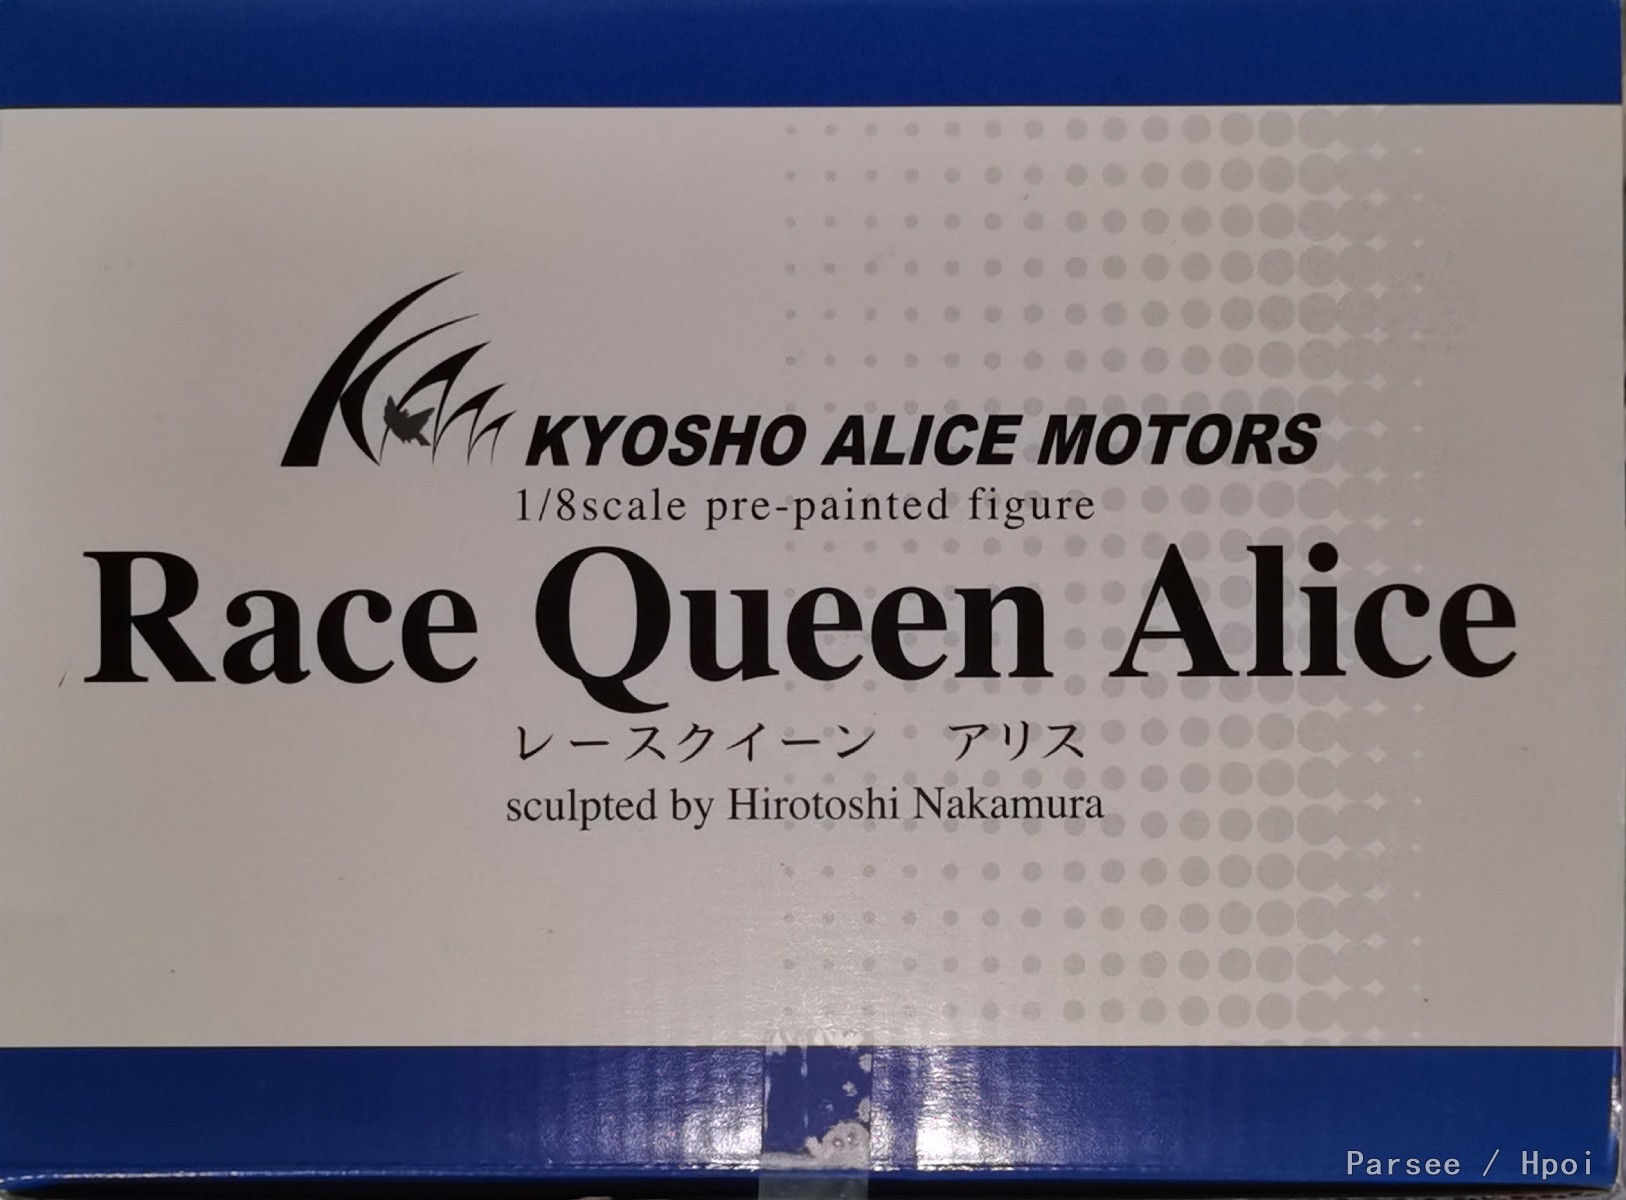 KYOSHO ALICE MOTORS
1/8scale pre-painted figure
Race Queen Alice
レースクイーン　アリス
sculpted by Hirotoshi Nakamura
Parsee / Hpoi